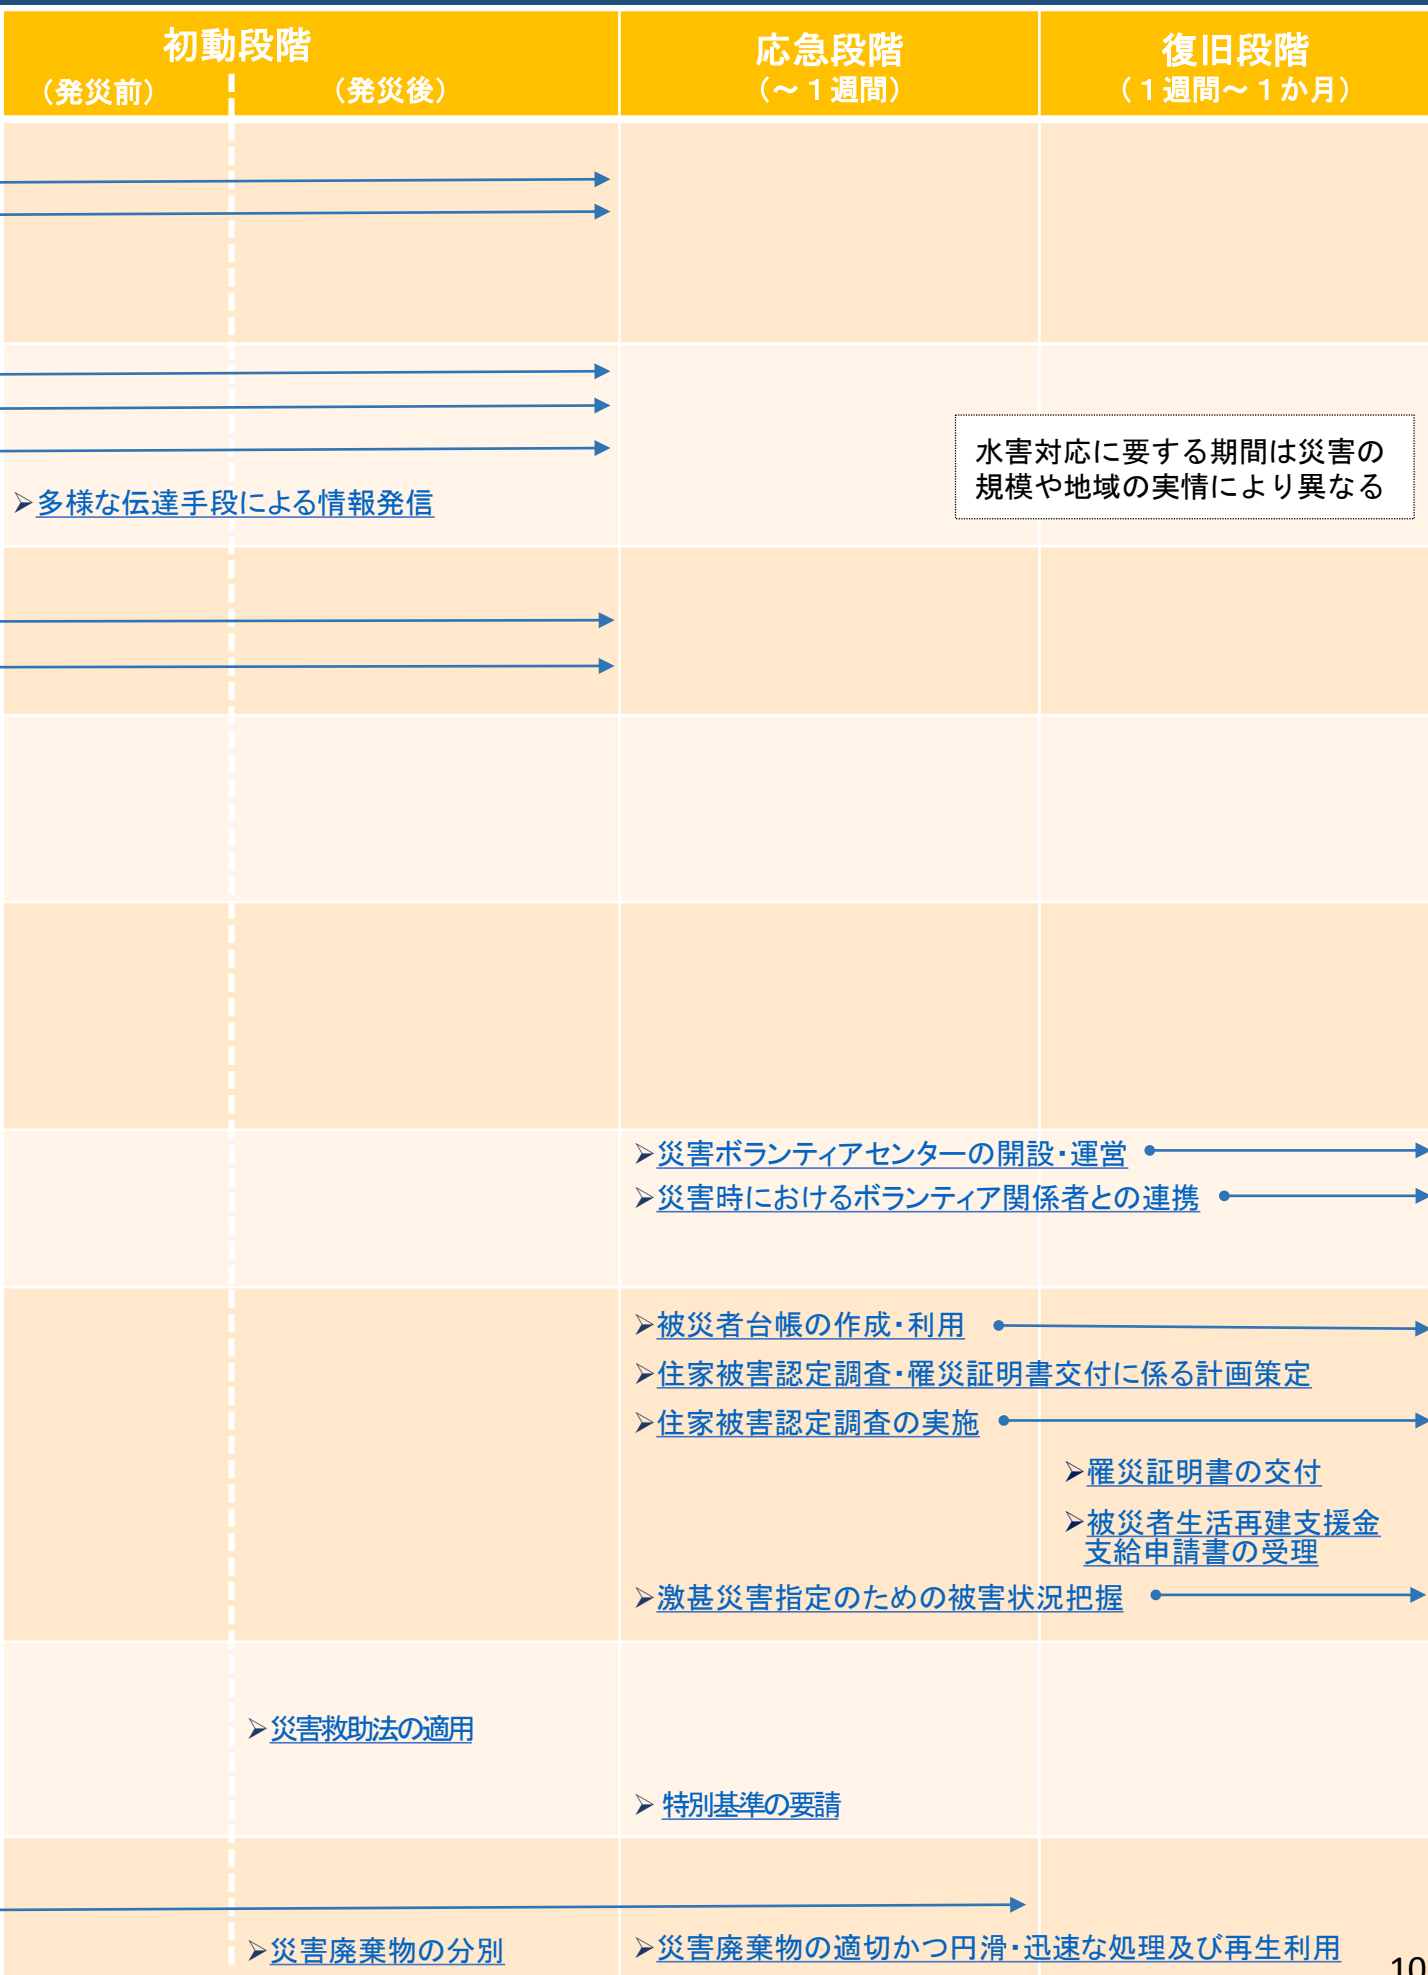 初動段階
（発災前）
（発災後）
応急段階
（～１週間）
復旧段階
（１週間～１か月）
水害対応に要する期間は災害の
規模や地域の実情により異なる
➢多様な伝達手段による情報発信
➢災害ボランティアセンターの開設・運営
➢災害時におけるボランティア関係者との連携
➢被災者台帳の作成・利用
➢住家被害認定調査・罹災証明書交付に係る計画策定
➢住家被害認定調査の実施
➢罹災証明書の交付
➢被災者生活再建支援金
支給申請書の受理
➢激甚災害指定のための被害状況把握
➢災害救助法の適用
➢特別基準の要請
➢災害廃棄物の分別
➢災害廃棄物の適切かつ円滑・迅速な処理及び再生利用
10